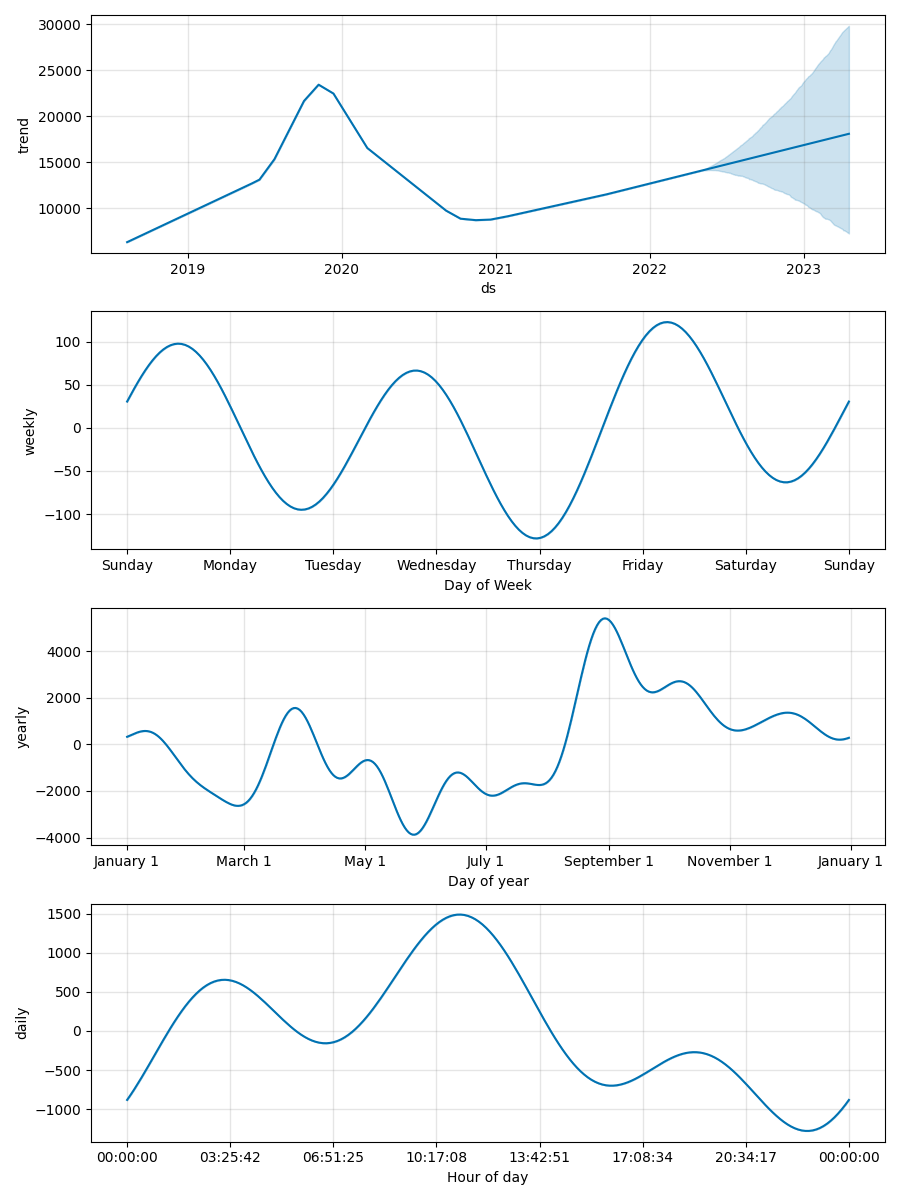 30000
25000
20000
15000
10000
trend
2019 2020 2021 2022 2023
ds
100
50
0
−50
−100
weekly
Sunday Monday Tuesday Wednesday Thursday Friday Saturday Sunday
Day of Week
4000
2000
0
−2000
−4000
yearly
January 1 March 1 May 1 July 1 September 1 November 1 January 1
Day of year
1500
1000
500
0
−500
−1000
daily
00:00:00 03:25:42 06:51:25 10:17:08 13:42:51 17:08:34 20:34:17 00:00:00
Hour of day